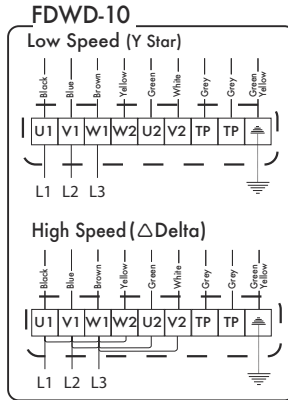 FDWD-10
Low Speed (Y Star)
Black Blue Brown Yellow Green White Grey Grey Green Yellow
U1 V1 W1 W2 U2 V2 TP TP
L1 L2 L3
High Speed (△Delta)
Black Blue Brown Yellow Green White Grey Grey Green Yellow
U1 V1 W1 W2 U2 V2 TP TP
L1 L2 L3